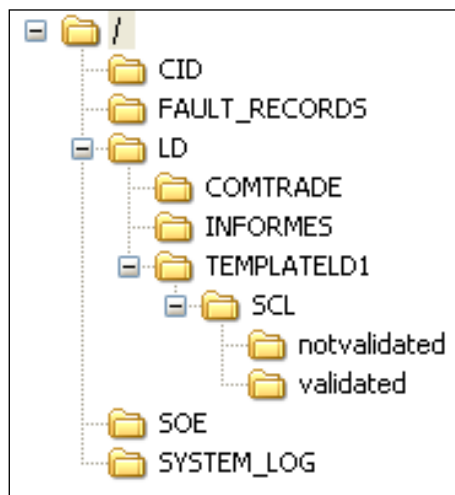 /
CID
FAULT_RECORDS
LD
COMTRADE
INFORMES
TEMPLATELD1
SCL
notvalidated
validated
SOE
SYSTEM_LOG